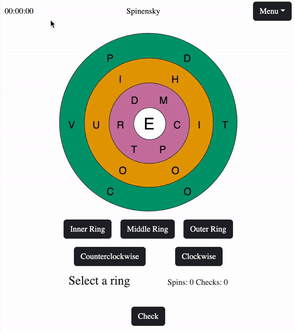 00:00:00 Spinensky Menu
P D
I H
D M
V U R E C I T
T P
O O
C O
Inner Ring Middle Ring Outer Ring
Counterclockwise Clockwise
Select a ring Spins: 0 Checks: 0
Check